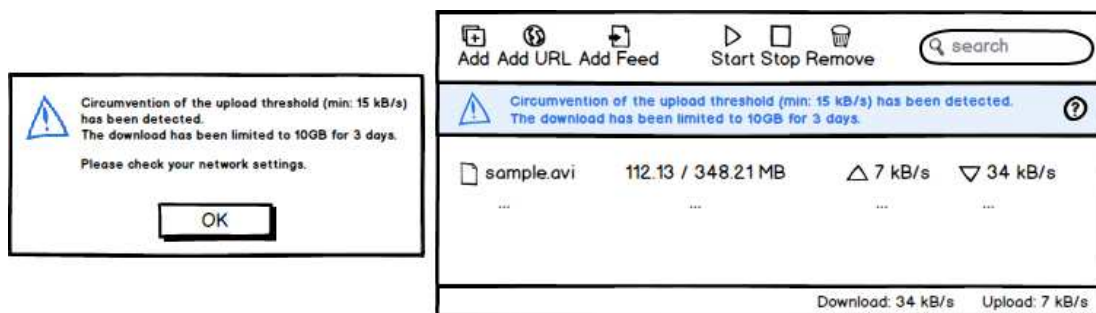 Circumvention of the upload threshold (min: 15 kB/s)
has been detected.
The download has been limited to 10GB for 3 days.
Please check your network settings.
OK
Add Add URL Add Feed Start Stop Remove search
Circumvention of the upload threshold (min: 15 kB/s) has been detected.
The download has been limited to 10GB for 3 days.
?
sample.avi 112.13 / 348.21 MB 7 kB/s 34 kB/s
... ... ... ...
Download: 34 kB/s Upload: 7 kB/s